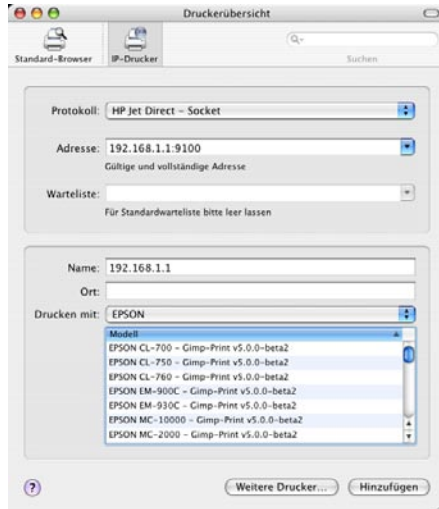 Druckerübersicht
Standard-Browser IP-Drucker Suchen
Protokoll: HP Jet Direct – Socket
Adresse: 192.168.1.1:9100
Gültige und vollständige Adresse
Warteliste:
Für Standardwarteliste bitte leer lassen
Name: 192.168.1.1
Ort:
Drucken mit: EPSON
Modell
EPSON CL-700 – Gimp-Print v5.0.0-beta2
EPSON CL-750 – Gimp-Print v5.0.0-beta2
EPSON CL-760 – Gimp-Print v5.0.0-beta2
EPSON EM-900C – Gimp-Print v5.0.0-beta2
EPSON EM-930C – Gimp-Print v5.0.0-beta2
EPSON MC-10000 – Gimp-Print v5.0.0-beta2
EPSON MC-2000 – Gimp-Print v5.0.0-beta2
? Weitere Drucker... Hinzufügen